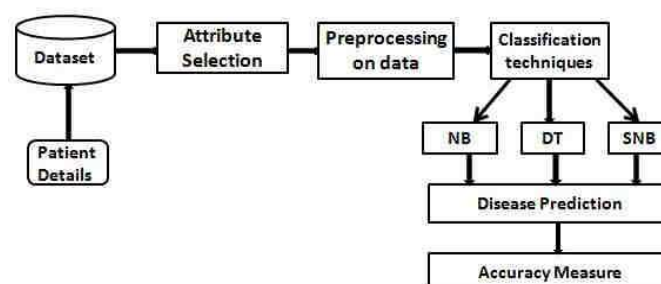 Dataset
Attribute
Selection
Preprocessing
on data
Classification
techniques
Patient
Details
NB
DT
SNB
Disease Prediction
Accuracy Measure